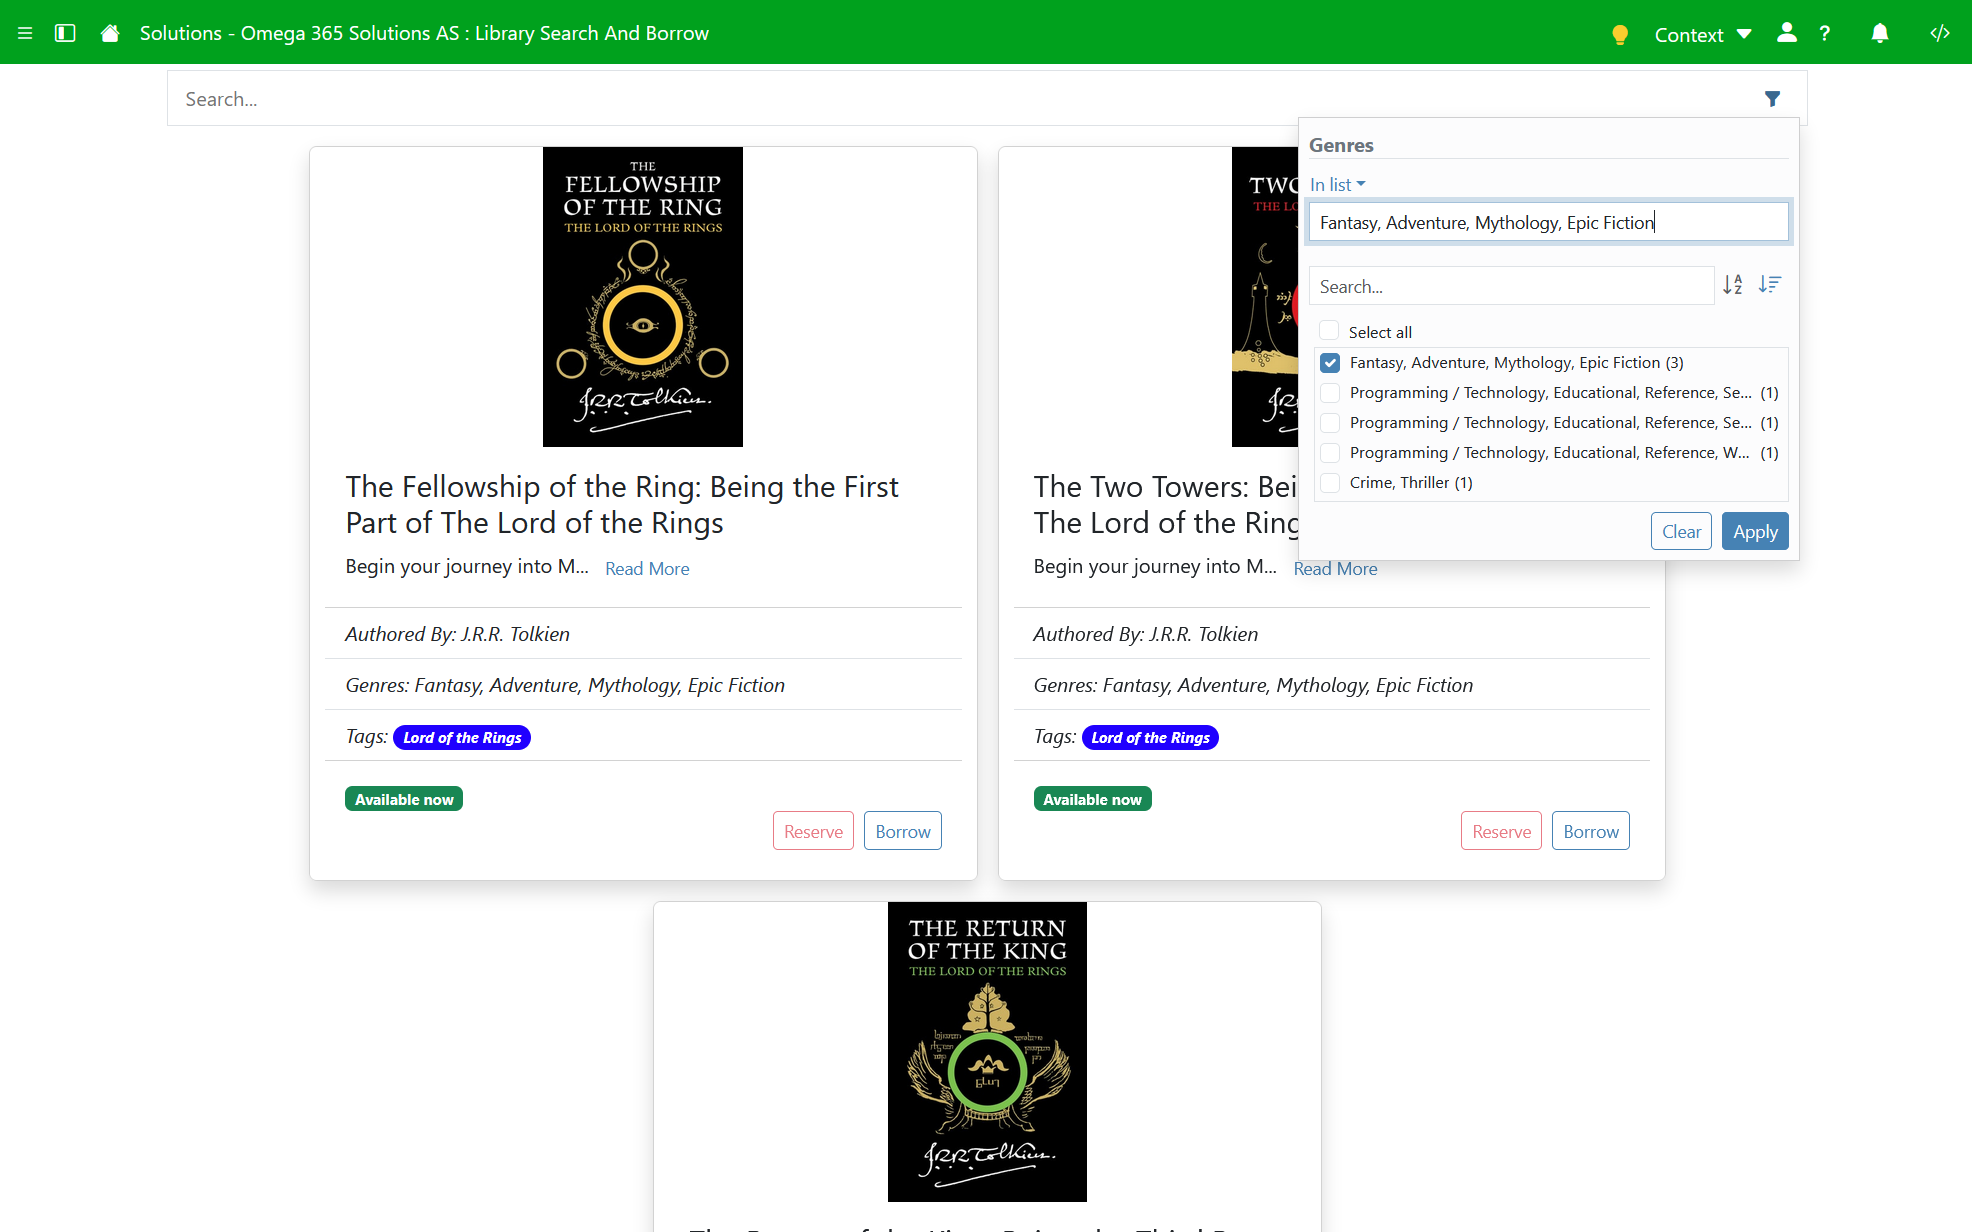 Solutions - Omega 365 Solutions AS : Library Search And Borrow
Context
?
Search...
Genres
In list
Fantasy, Adventure, Mythology, Epic Fiction
Search...
Select all
Fantasy, Adventure, Mythology, Epic Fiction (3)
Programming / Technology, Educational, Reference, Se... (1)
Programming / Technology, Educational, Reference, Se... (1)
Programming / Technology, Educational, Reference, W... (1)
Crime, Thriller (1)
Clear
Apply
THE
FELLOWSHIP
OF THE RING
THE LORD OF THE RINGS
J.R.R. Tolkien.
The Fellowship of the Ring: Being the First
Part of The Lord of the Rings
Begin your journey into M... Read More
Authored By: J.R.R. Tolkien
Genres: Fantasy, Adventure, Mythology, Epic Fiction
Tags: Lord of the Rings
Available now
Reserve
Borrow
TWO
THE LO
The Two Towers: Bei
The Lord of the Ring
Begin your journey into M... Read More
Authored By: J.R.R. Tolkien
Genres: Fantasy, Adventure, Mythology, Epic Fiction
Tags: Lord of the Rings
Available now
Reserve
Borrow
THE RETURN
OF THE KING
THE LORD OF THE RINGS
J.R.R. Tolkien.